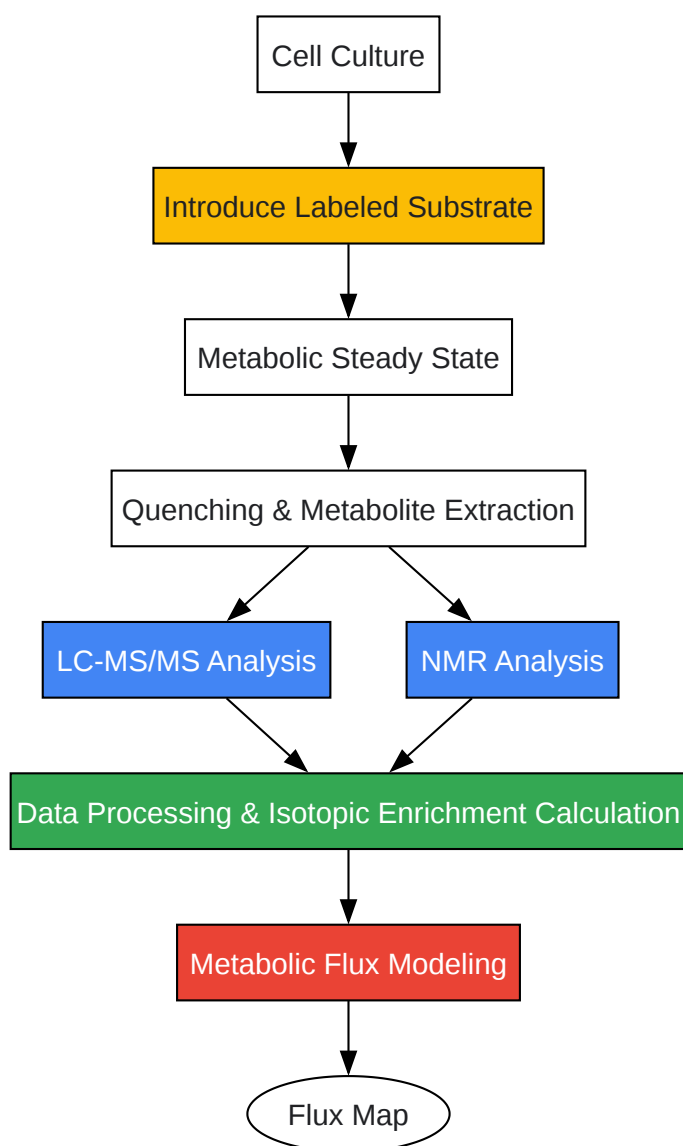 Cell Culture
Introduce Labeled Substrate
Metabolic Steady State
Quenching & Metabolite Extraction
LC-MS/MS Analysis
NMR Analysis
Data Processing & Isotopic Enrichment Calculation
Metabolic Flux Modeling
Flux Map